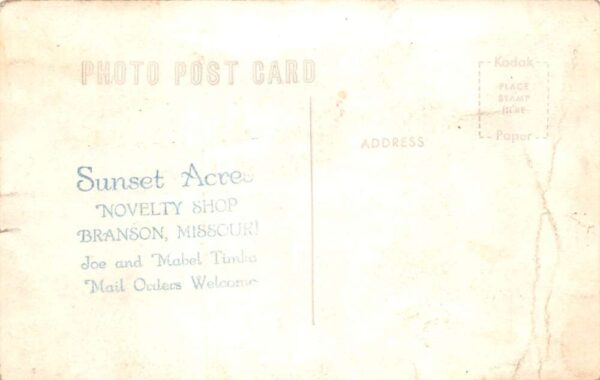 PHOTO POST CARD
Kodak
PLACE
STAMP
HERE
Paper
ADDRESS
Sunset Acres
NOVELTY SHOP
BRANSON, MISSOURI
Joe and Mabel
Mail Orders Welcome